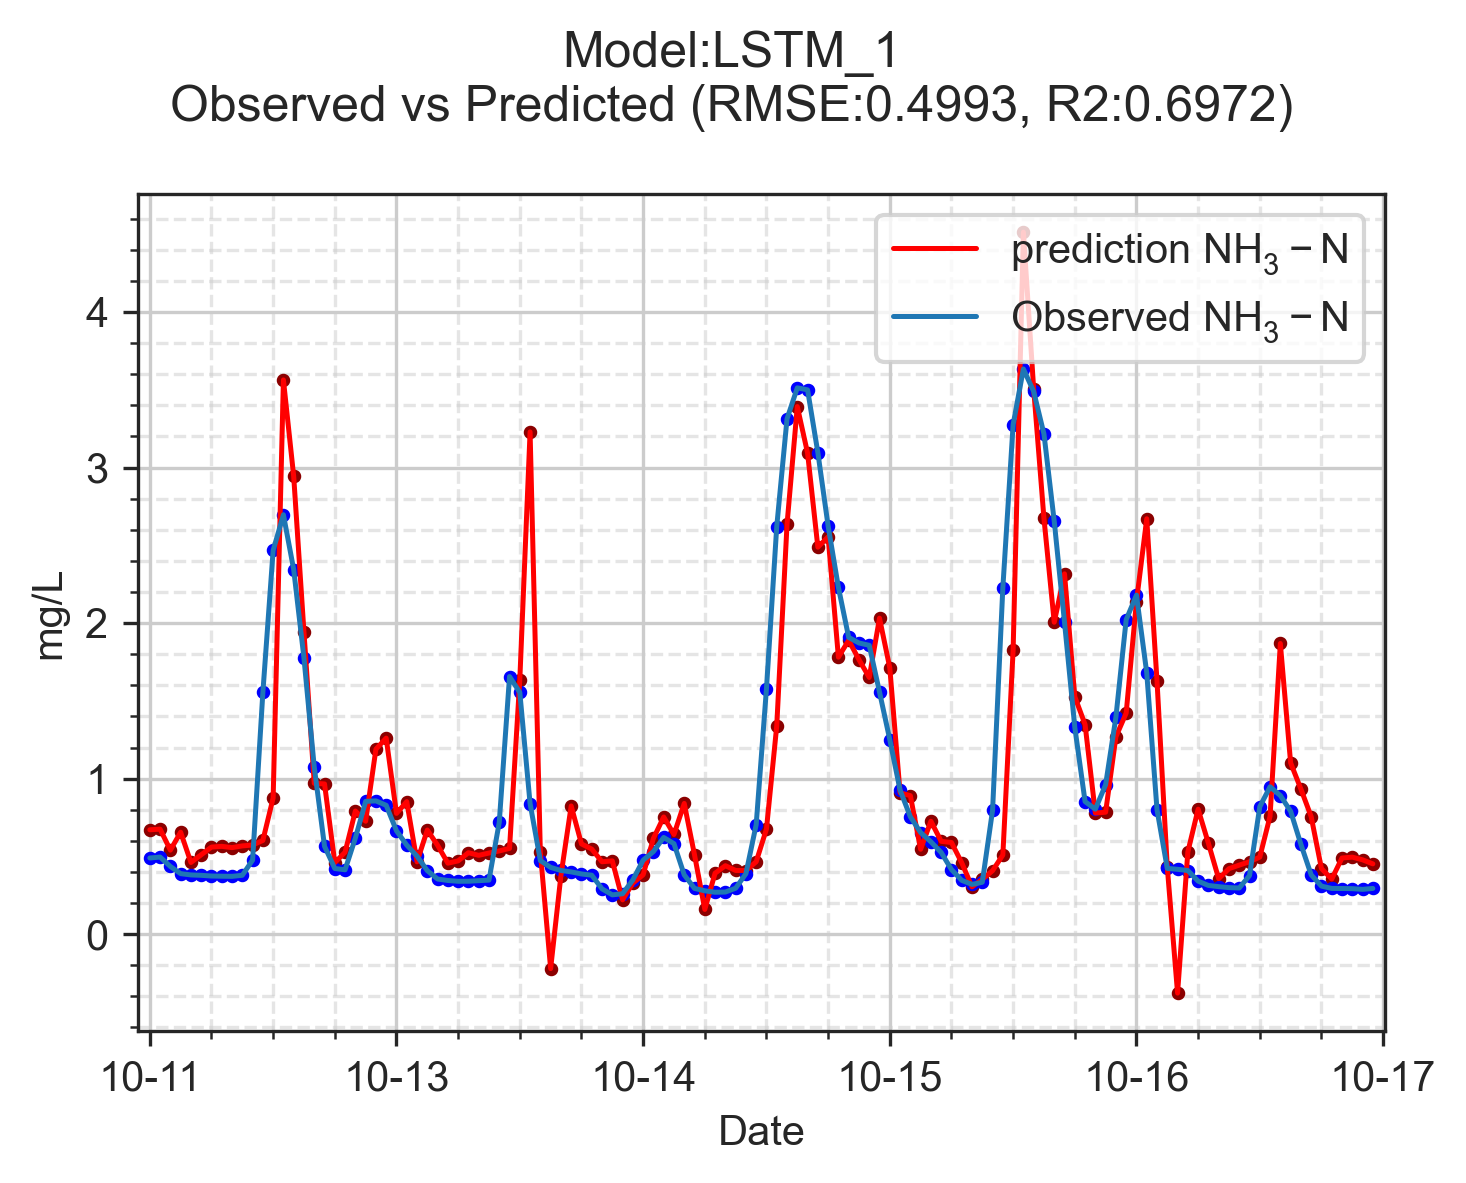 Model:LSTM_1
Observed vs Predicted (RMSE:0.4993, R2:0.6972)
prediction NH₃ − N
Observed NH₃ − N
4
3
2
1
0
mg/L
10-11 10-13 10-14 10-15 10-16 10-17
Date